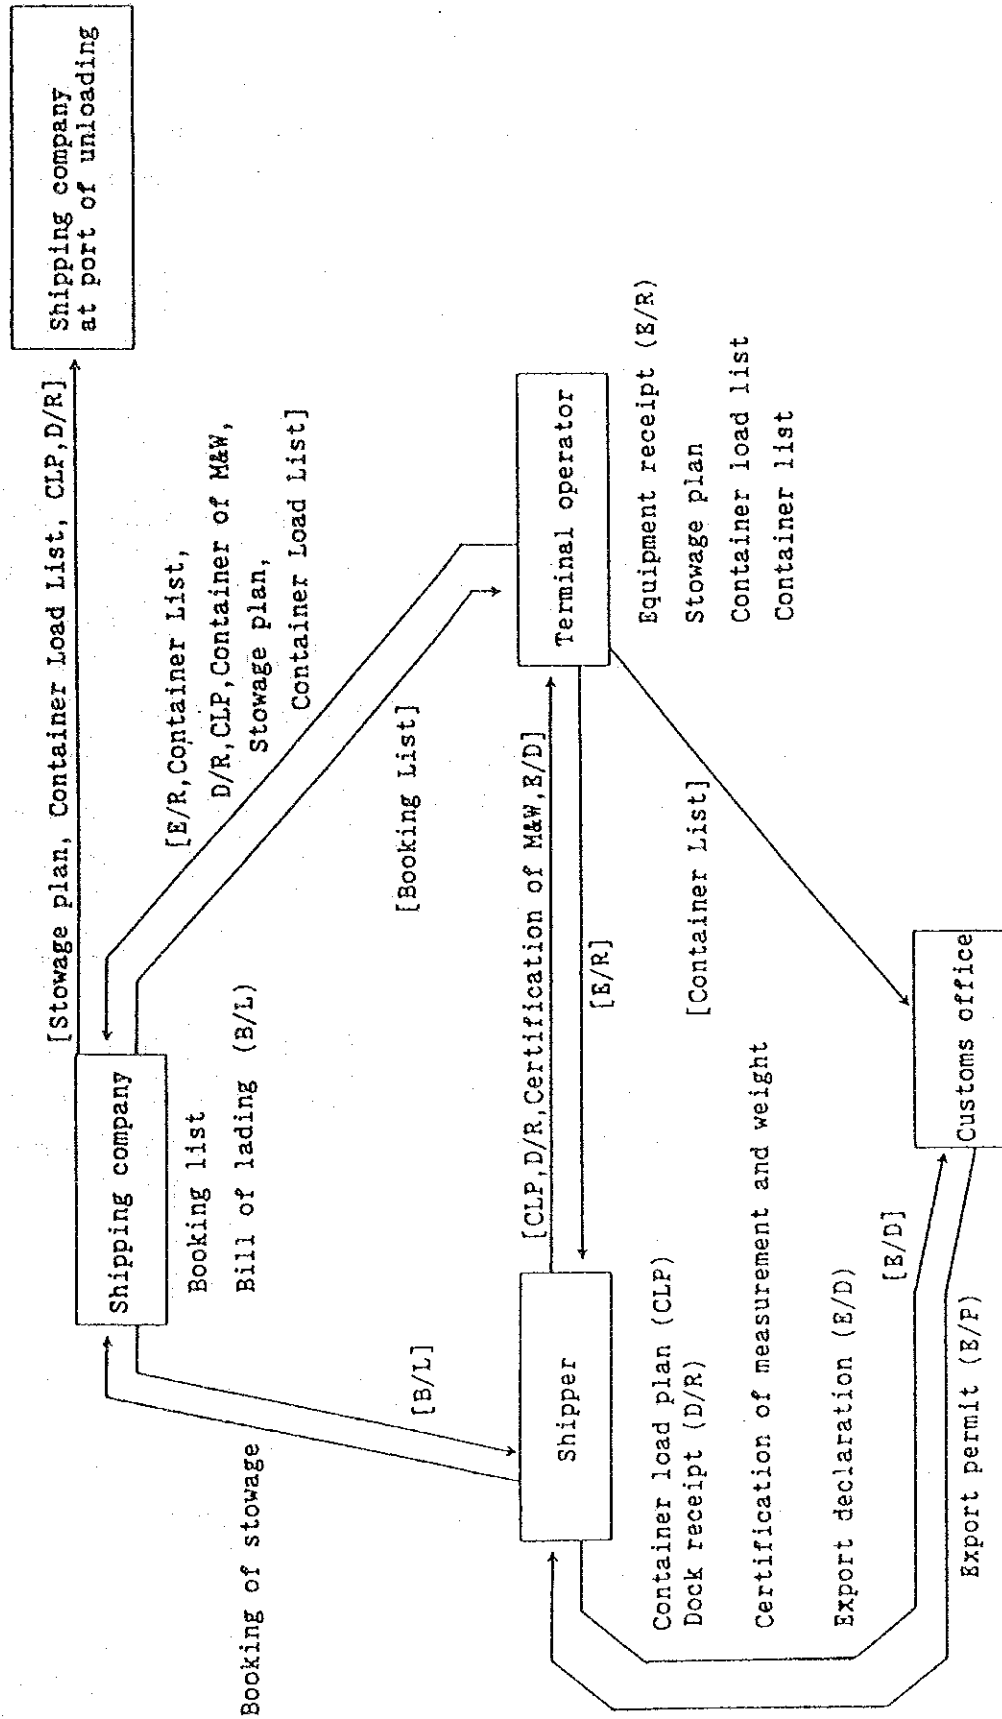 Shipping company
at port of unloading
[Stowage plan, Container Load List, CLP,D/R]
Shipping company
Booking list
Bill of lading (B/L)
[E/R,Container List,
D/R,CLP,Container of M&W,
Stowage plan,
Container Load List]
[Booking List]
Booking of stowage
[B/L]
Shipper
[CLP,D/R,Certification of M&W,E/D]
[E/R]
Terminal operator
Container load plan (CLP)
Dock receipt (D/R)
Certification of measurement and weight
Export declaration (E/D)
Equipment receipt (E/R)
Stowage plan
Container load list
Container list
[Container List]
[E/D]
Customs office
Export permit (E/P)